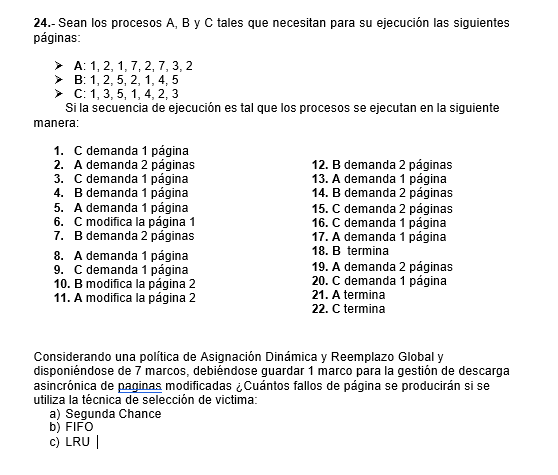 24.- Sean los procesos A, B y C tales que necesitan para su ejecución las siguientes
páginas:
➤ A: 1, 2, 1, 7, 2, 7, 3, 2
➤ B: 1, 2, 5, 2, 1, 4, 5
➤ C: 1, 3, 5, 1, 4, 2, 3
Si la secuencia de ejecución es tal que los procesos se ejecutan en la siguiente
manera:
1. C demanda 1 página
2. A demanda 2 páginas
3. C demanda 1 página
4. B demanda 1 página
5. A demanda 1 página
6. C modifica la página 1
7. B demanda 2 páginas
8. A demanda 1 página
9. C demanda 1 página
10. B modifica la página 2
11. A modifica la página 2
12. B demanda 2 páginas
13. A demanda 1 página
14. B demanda 2 páginas
15. C demanda 2 páginas
16. C demanda 1 página
17. A demanda 1 página
18. B termina
19. A demanda 2 páginas
20. C demanda 1 página
21. A termina
22. C termina
Considerando una política de Asignación Dinámica y Reemplazo Global y
disponiéndose de 7 marcos, debiéndose guardar 1 marco para la gestión de descarga
asincrónica de paginas modificadas ¿Cuántos fallos de página se producirán si se
utiliza la técnica de selección de victima:
a) Segunda Chance
b) FIFO
c) LRU